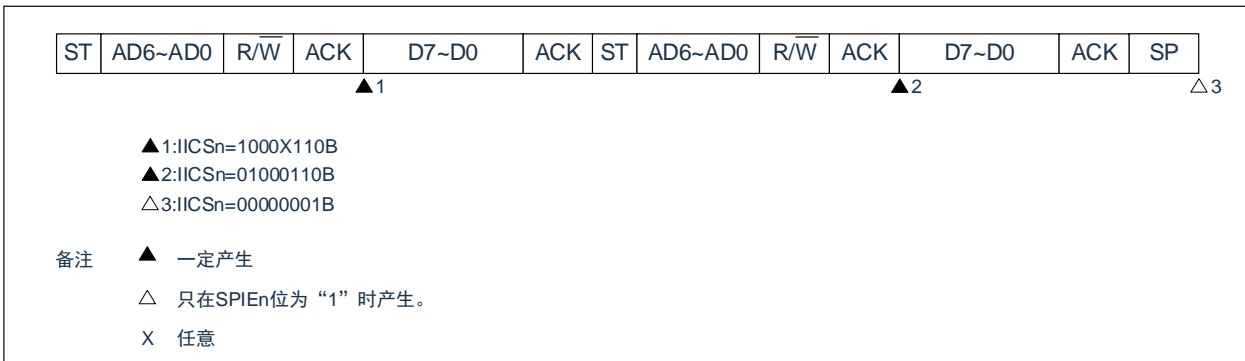 ST AD6~AD0 R/W̅ ACK D7~D0 ACK ST AD6~AD0 R/W̅ ACK D7~D0 ACK SP
▲1 ▲2 △3
▲1:IICSn=1000X110B
▲2:IICSn=01000110B
△3:IICSn=00000001B
备注 ▲ 一定产生
△ 只在SPIEn位为“1”时产生。
X 任意